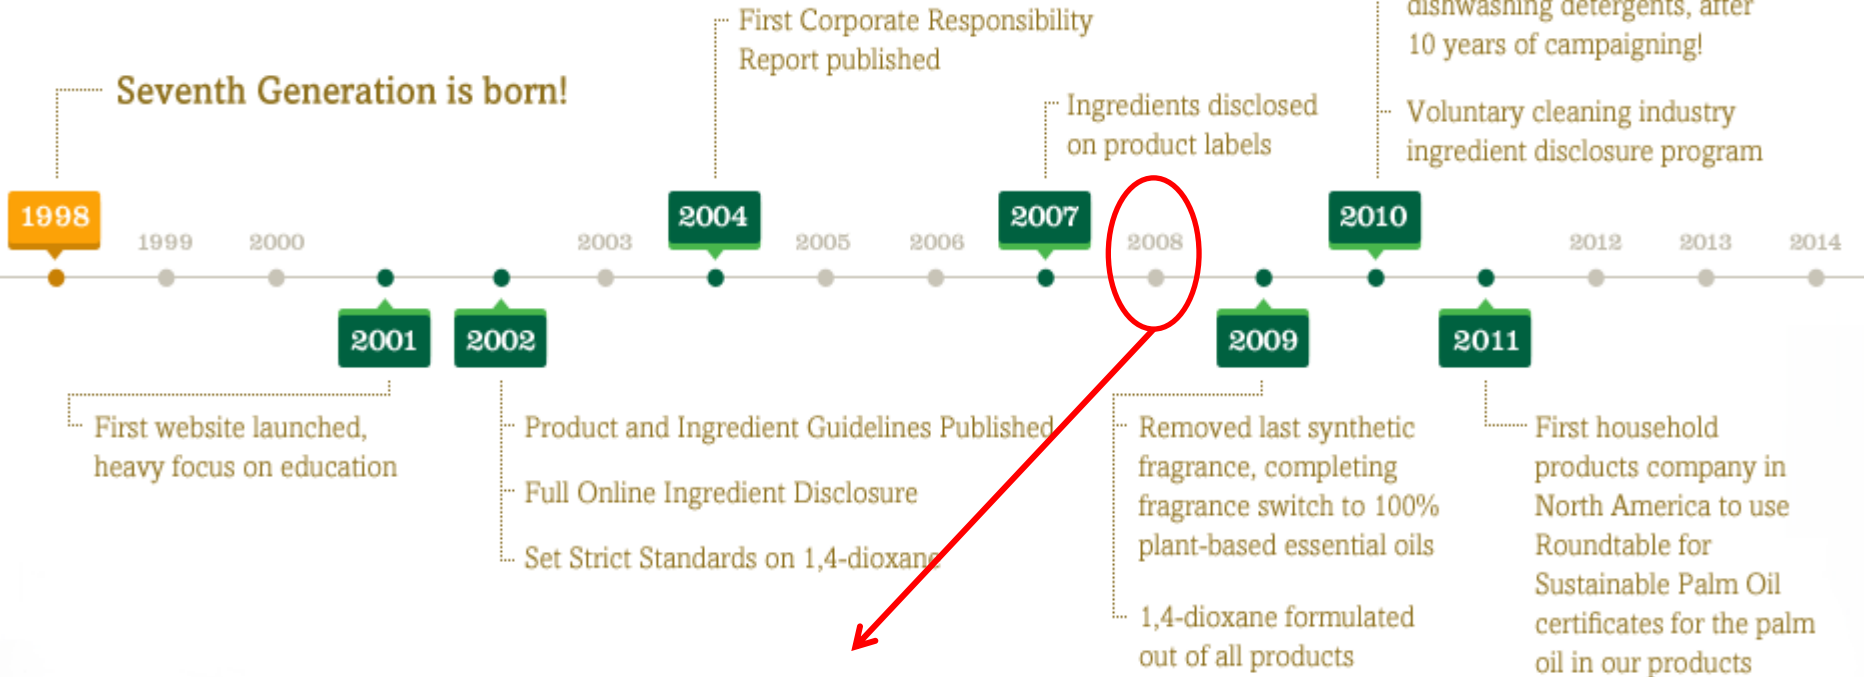 First Corporate Responsibility
Report published
dishwashing detergents, after
10 years of campaigning!
Seventh Generation is born!
Ingredients disclosed
on product labels
Voluntary cleaning industry
ingredient disclosure program
1998
1999
2000
2003
2004
2005
2006
2007
2008
2010
2012
2013
2014
2001
2002
2009
2011
First website launched,
heavy focus on education
Product and Ingredient Guidelines Published
Full Online Ingredient Disclosure
Set Strict Standards on 1,4-dioxane
Removed last synthetic
fragrance, completing
fragrance switch to 100%
plant-based essential oils
1,4-dioxane formulated
out of all products
First household
products company in
North America to use
Roundtable for
Sustainable Palm Oil
certificates for the palm
oil in our products